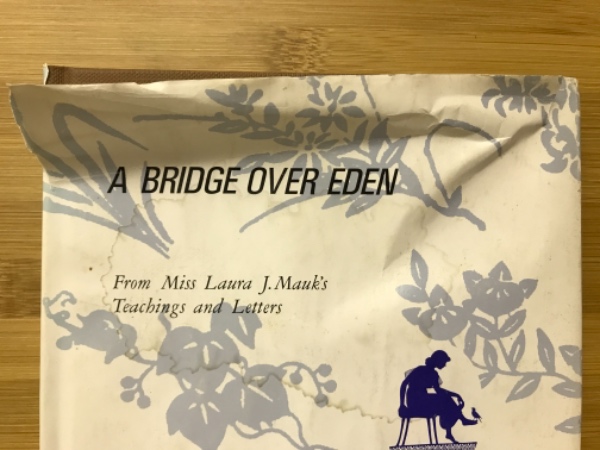 A BRIDGE OVER EDEN
From Miss Laura J. Mauk's
Teachings and Letters